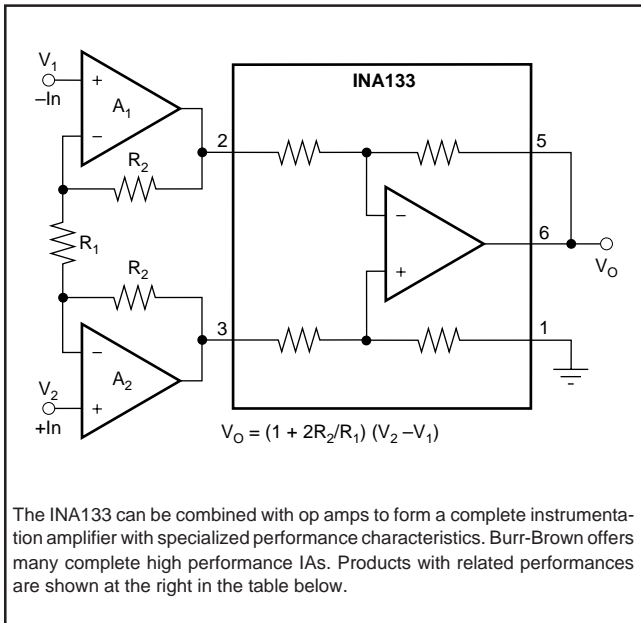 INA133
V1
–In
A1
R2
R1
R2
A2
V2
+In
2
5
6
VO
3
1
+
–
–
+
–
+
VO = (1 + 2R2/R1) (V2 –V1)
The INA133 can be combined with op amps to form a complete instrumenta-
tion amplifier with specialized performance characteristics. Burr-Brown offers
many complete high performance IAs. Products with related performances
are shown at the right in the table below.